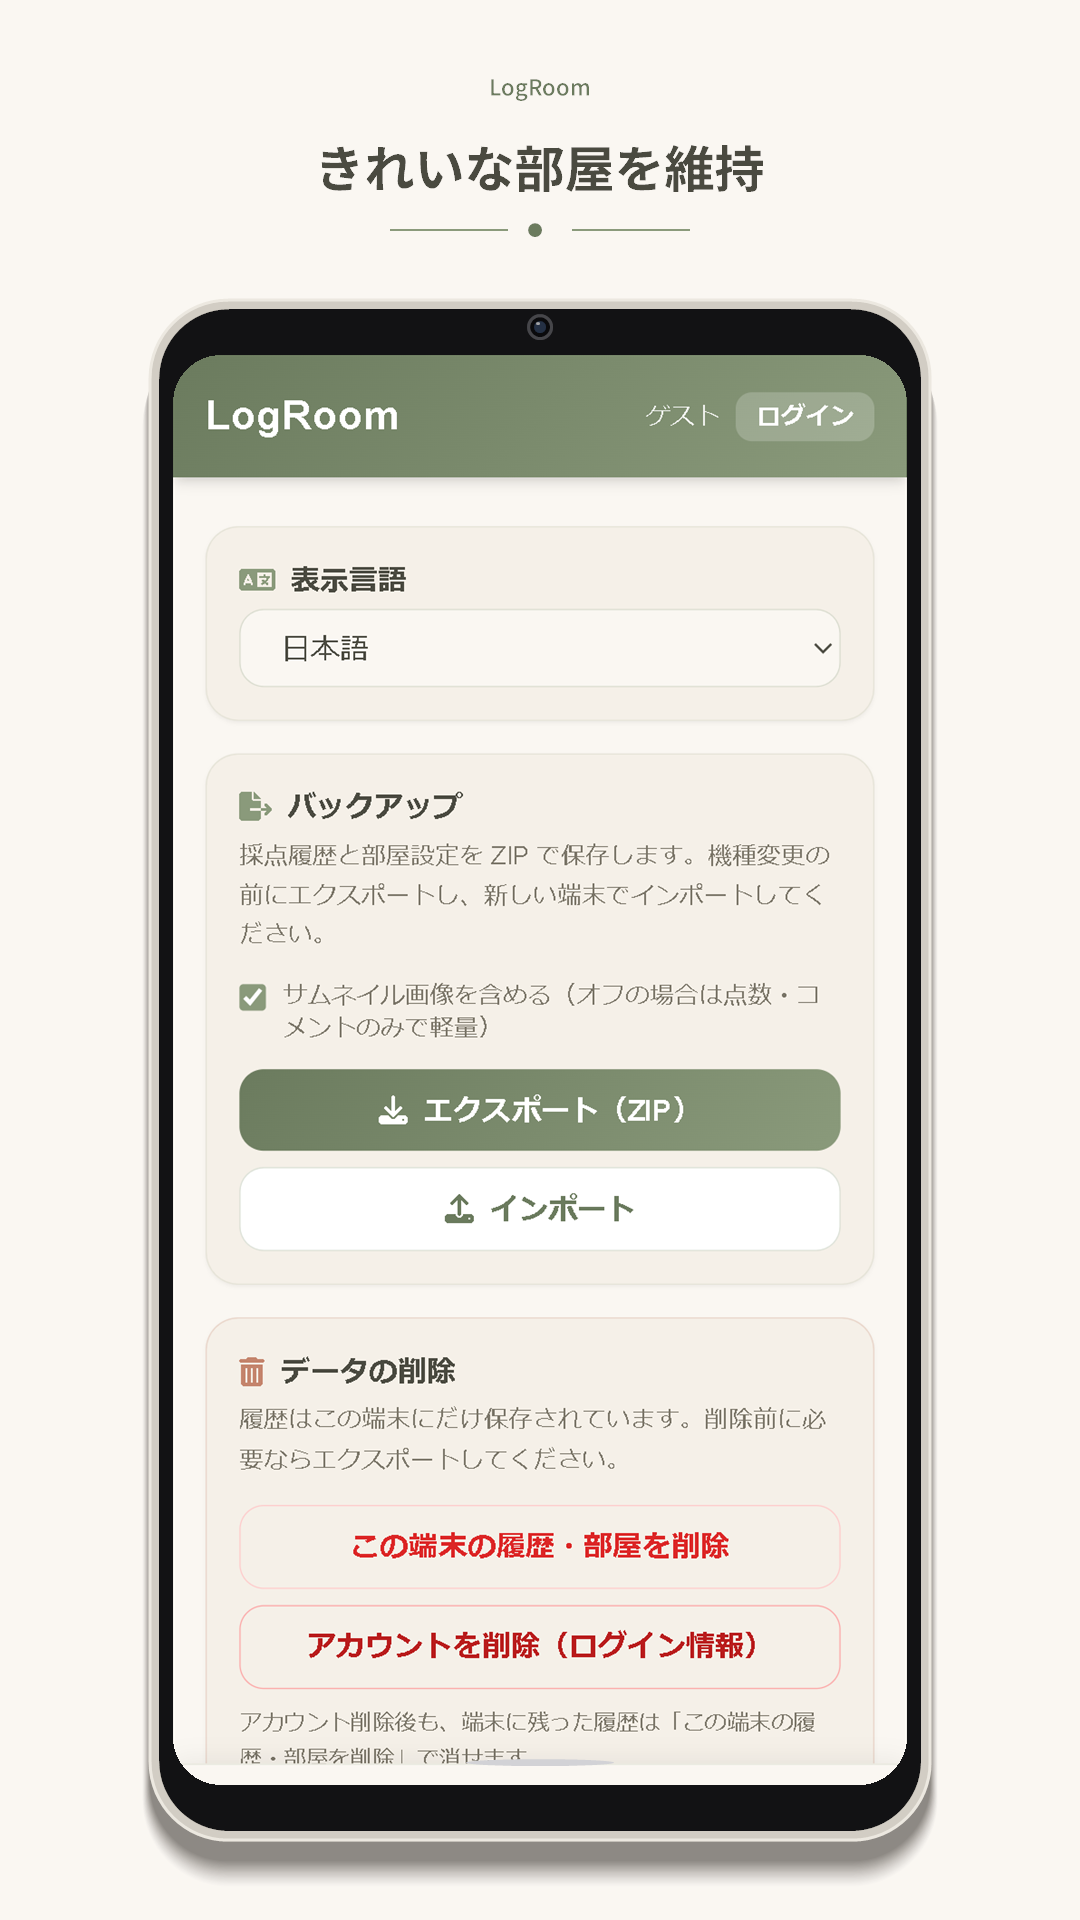 LogRoom
きれいな部屋を維持
LogRoom
ゲスト
ログイン
表示言語
日本語
バックアップ
採点履歴と部屋設定を ZIP で保存します。機種変更の
前にエクスポートし、新しい端末でインポートしてく
ださい。
サムネイル画像を含める（オフの場合は点数・コ
メントのみで軽量）
エクスポート（ZIP）
インポート
データの削除
履歴はこの端末にだけ保存されています。削除前に必
要ならエクスポートしてください。
この端末の履歴・部屋を削除
アカウントを削除（ログイン情報）
アカウント削除後も、端末に残った履歴は「この端末の履
歴・部屋を削除」で消せます